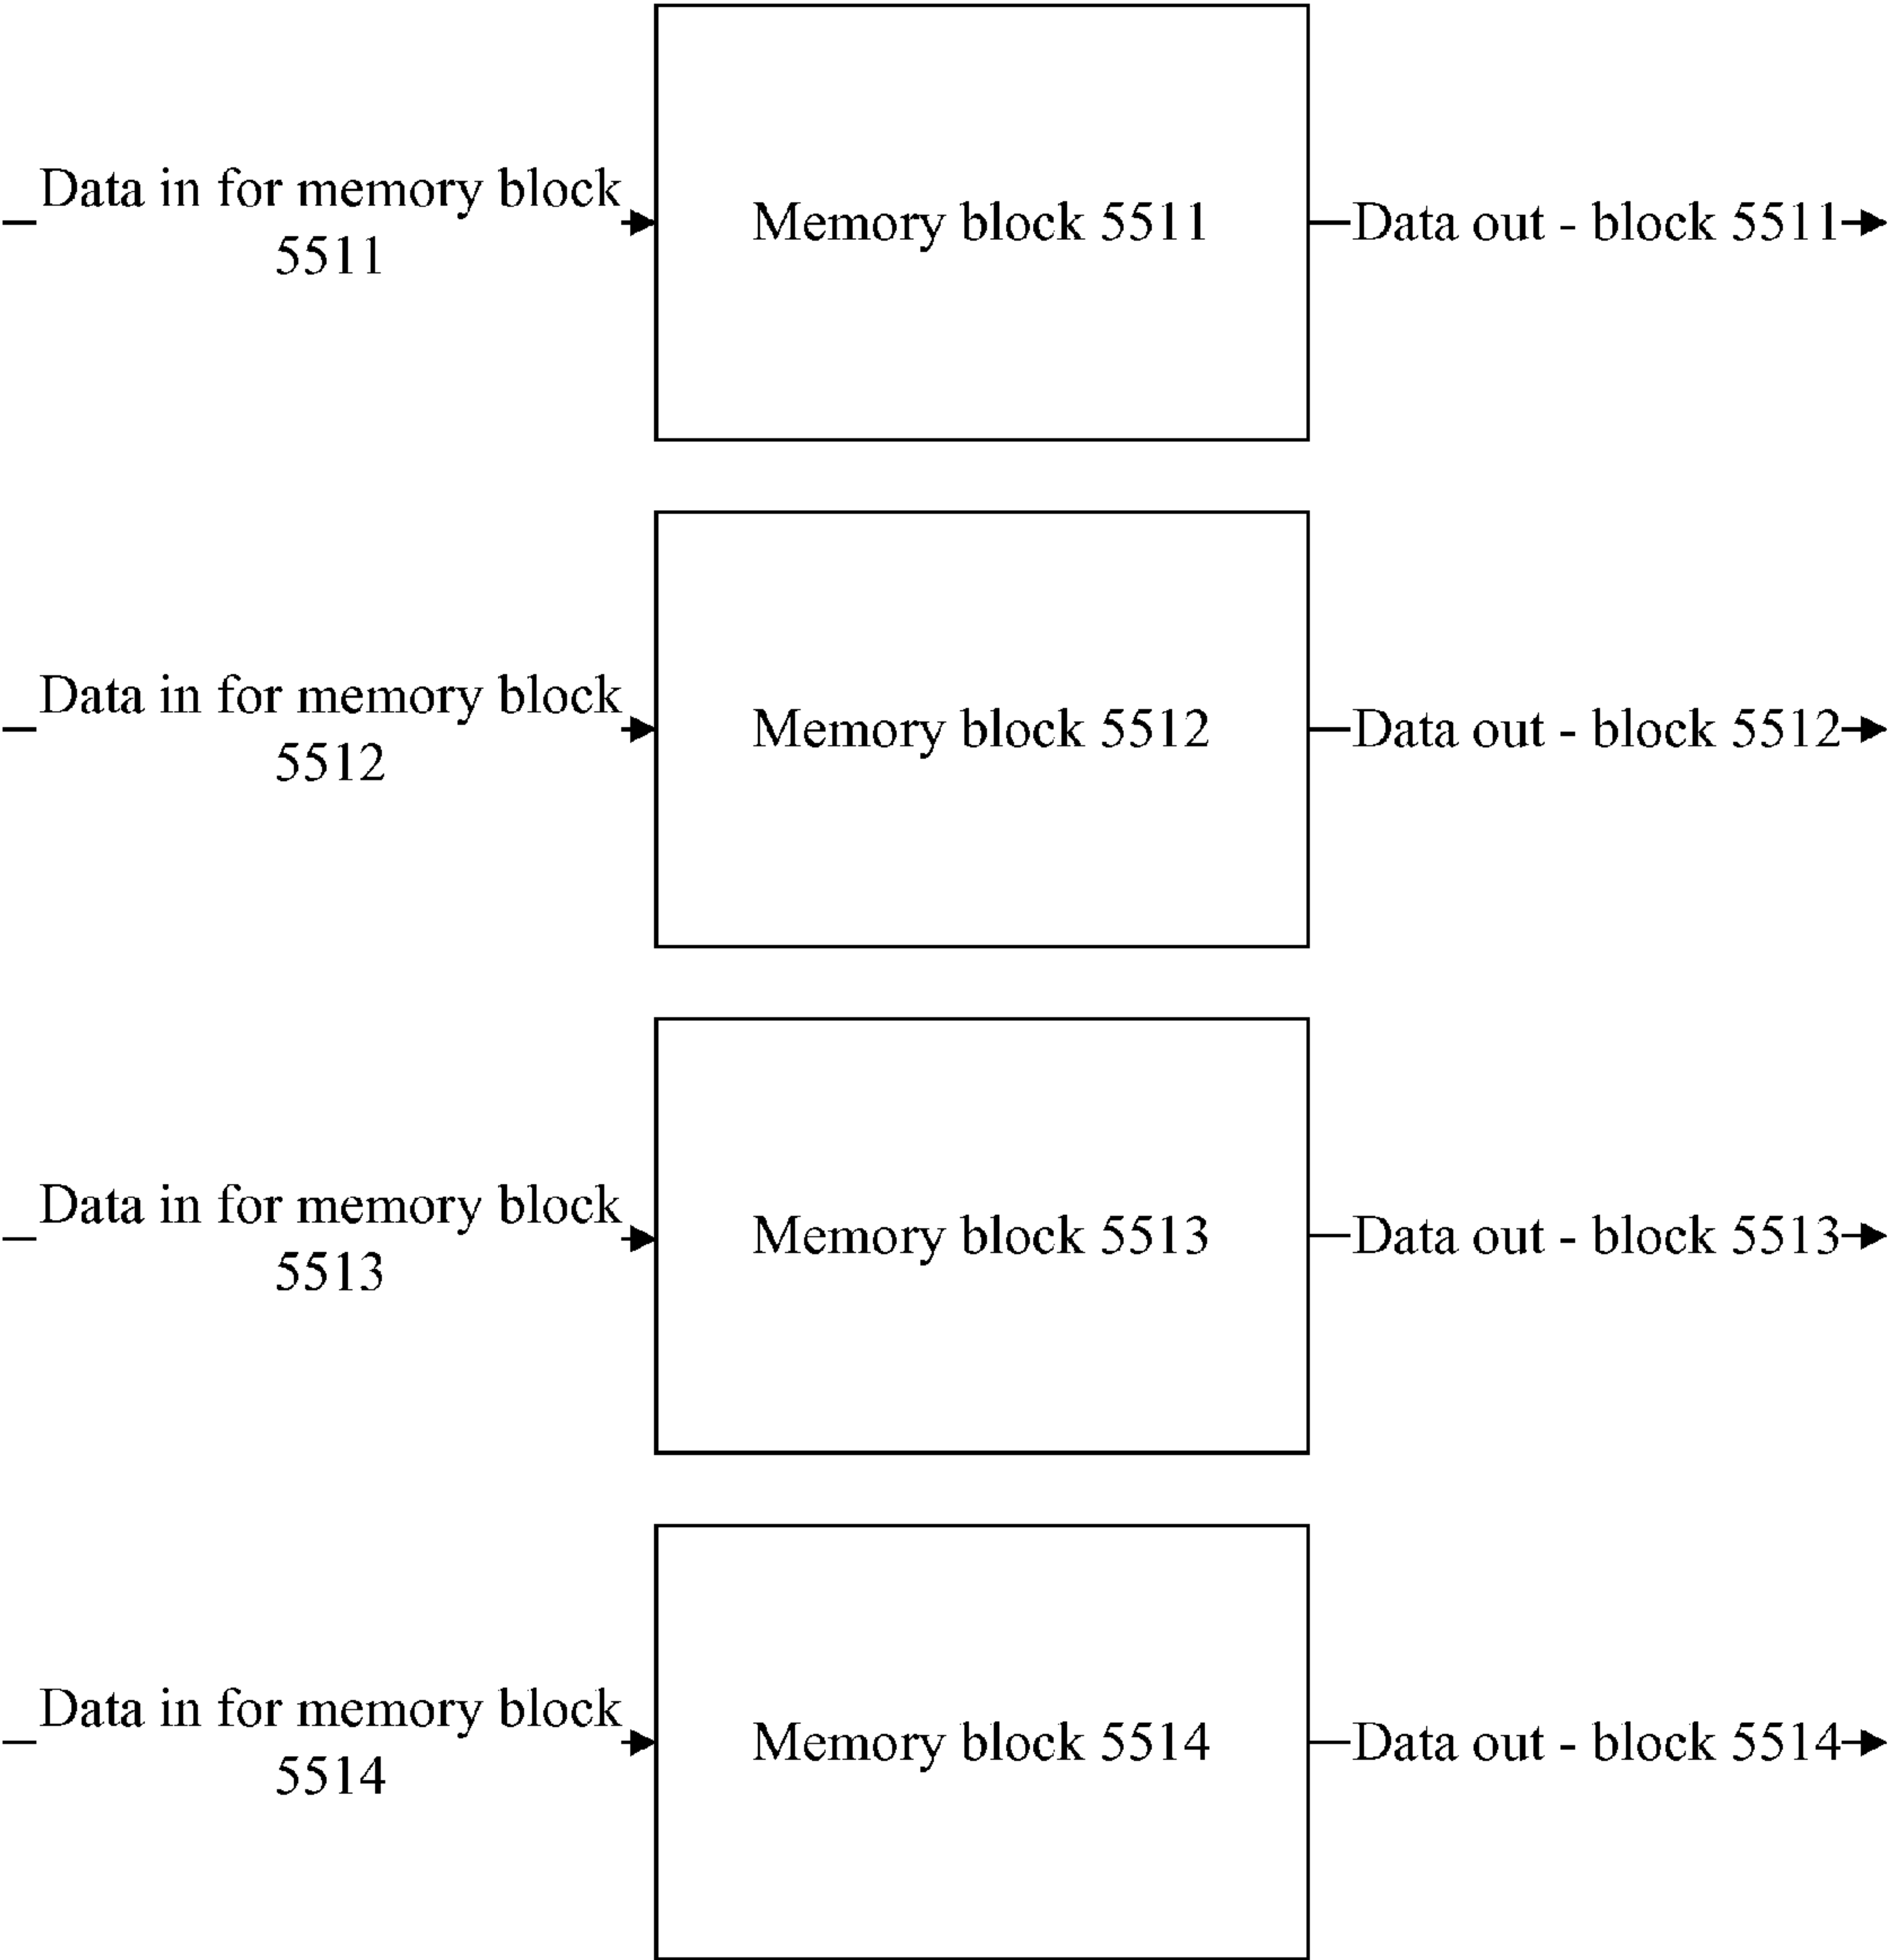 Data in for memory block
5511
Memory block 5511
Data out - block 5511
Data in for memory block
5512
Memory block 5512
Data out - block 5512
Data in for memory block
5513
Memory block 5513
Data out - block 5513
Data in for memory block
5514
Memory block 5514
Data out - block 5514